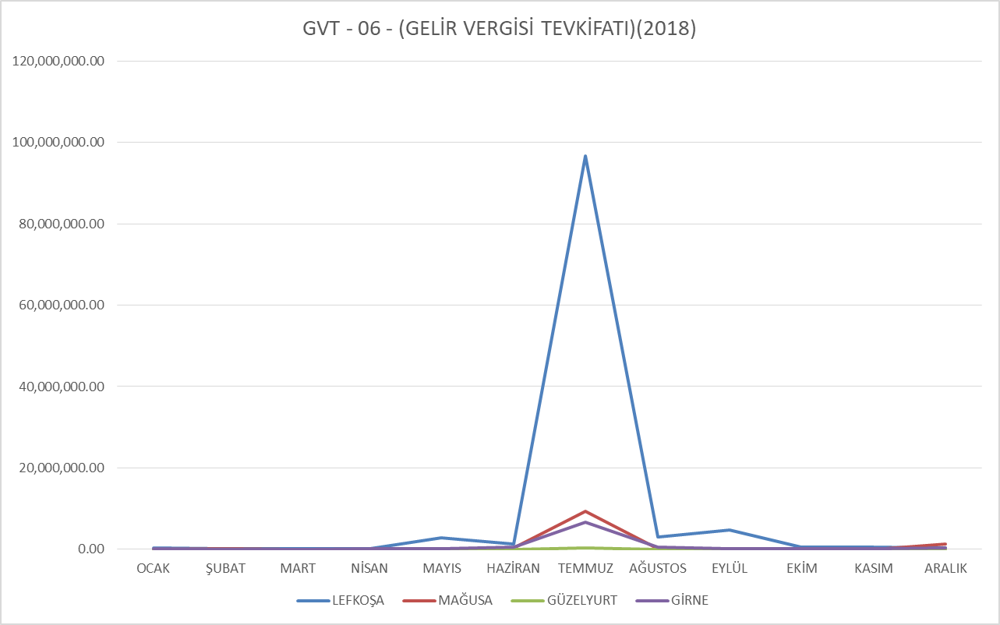 GVT - 06 - (GELİR VERGİSİ TEVKİFATI)(2018)
120,000,000.00
100,000,000.00
80,000,000.00
60,000,000.00
40,000,000.00
20,000,000.00
0.00
OCAK ŞUBAT MART NİSAN MAYIS HAZİRAN TEMMUZ AĞUSTOS EYLÜL EKİM KASIM ARALIK
LEFKOŞA MAĞUSA GÜZELYURT GİRNE